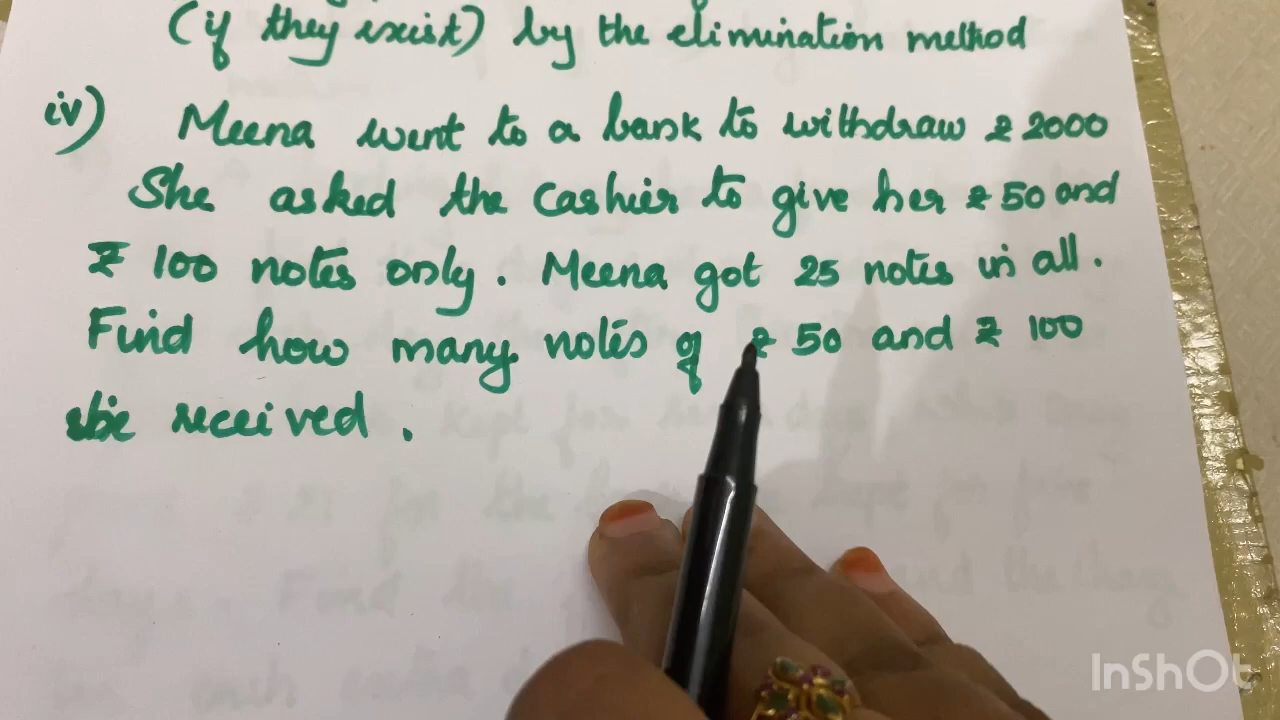 (if they exist) by the elimination method
iv) Meena went to a bank to withdraw ₹ 2000
She asked the cashier to give her ₹ 50 and
₹ 100 notes only. Meena got 25 notes in all.
Find how many notes of ₹ 50 and ₹ 100
she received.
InShOt